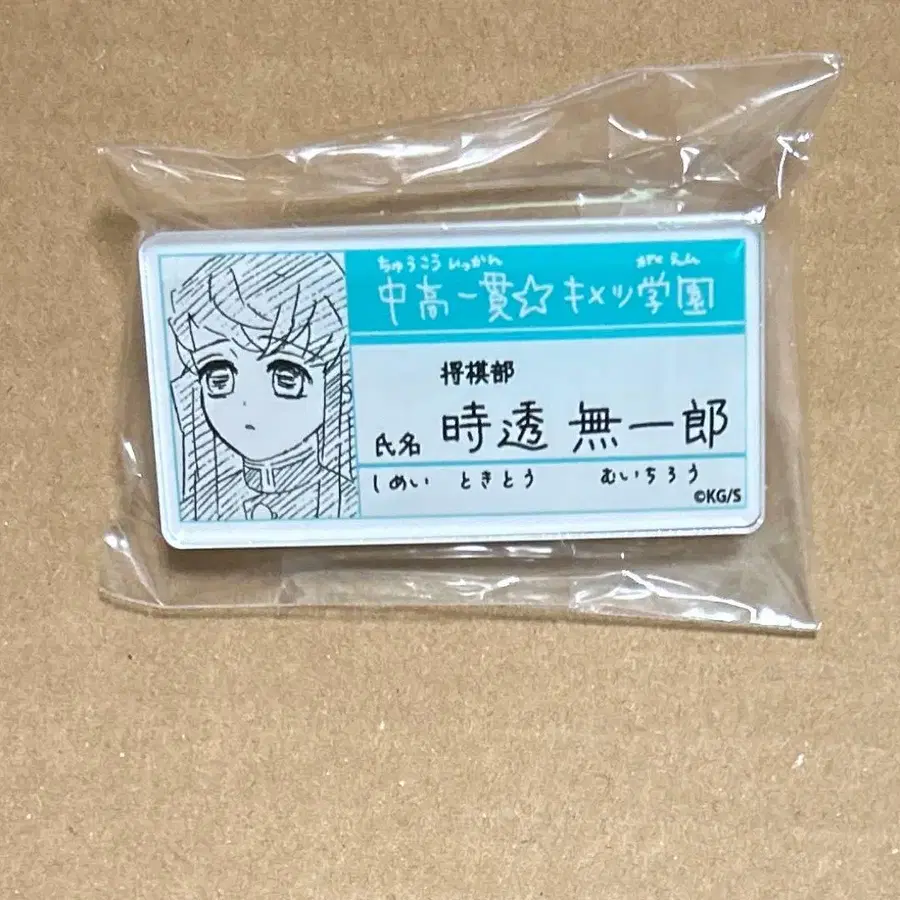 ちゅうこう いっかん がく えん
中高一貫☆キメツ学園
将棋部
氏名 時透 無一郎
しめい ときとう むいちろう
©KG/S